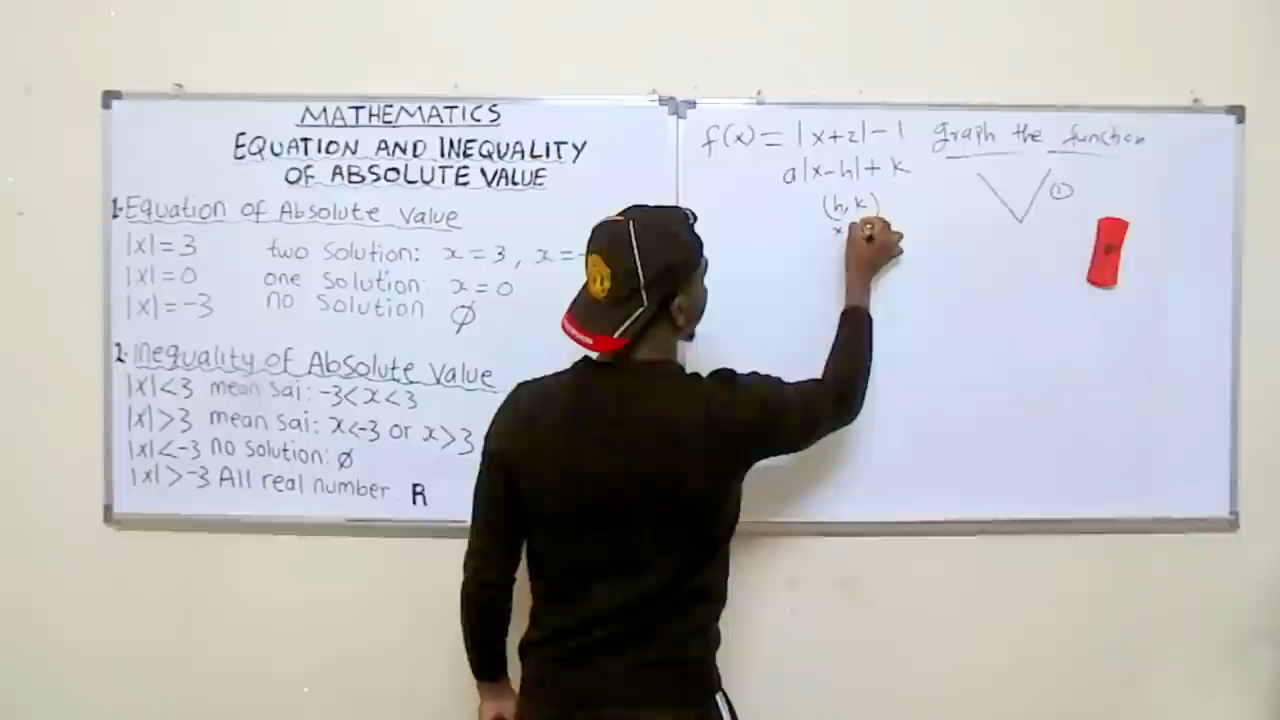 MATHEMATICS
EQUATION AND INEQUALITY
OF ABSOLUTE VALUE
1. Equation of Absolute Value
|x|=3 two solution: x=3, x=-
|x|=0 one solution: x=0
|x|=-3 no solution ∅
2. Inequality of Absolute Value
|x|<3 mean sai: -3<x<3
|x|>3 mean sai: x<-3 or x>3
|x|<-3 no solution: ∅
|x|>-3 All real number R
f(x)=|x+2|-1 graph the function
a|x-h|+k
(h,k)
x
①